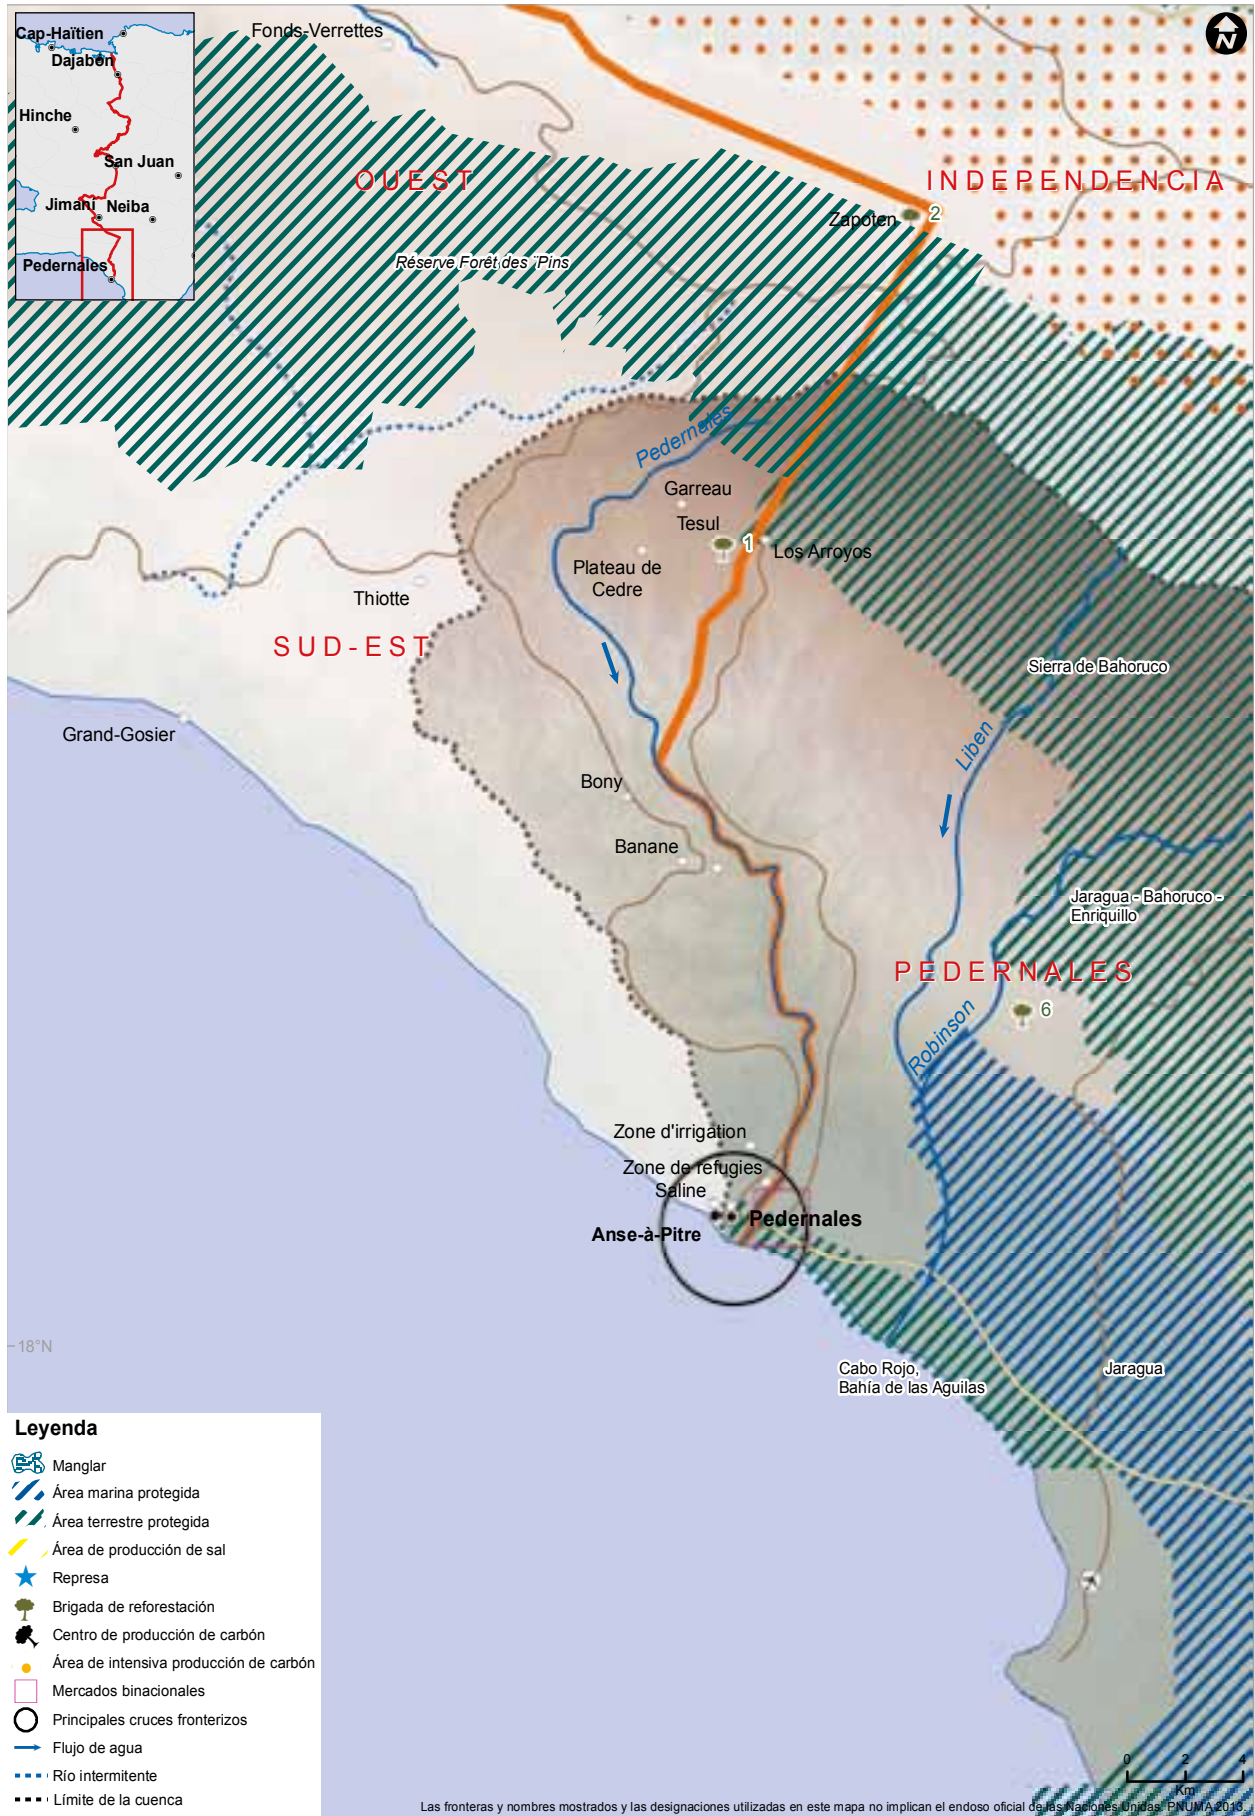 Cap-Haïtien
Dajabón
Hinche
San Juan
Jimaní
Neiba
Pedernales
Fonds-Verrettes
N
OUEST
INDEPENDENCIA
Zapoten
2
Réserve Forêt des ¨Pins
Pedernales
Garreau
Tesul
1
Los Arroyos
Plateau de
Cedre
Thiotte
SUD-EST
Sierra de Bahoruco
Grand-Gosier
Liben
Bony
Banane
Jaragua - Bahoruco -
Enriquillo
PEDERNALES
6
Robinson
Zone d'irrigation
Zone de refugies
Saline
Pedernales
Anse-à-Pitre
18°N
Cabo Rojo,
Bahía de las Aguilas
Jaragua
Leyenda
Manglar
Área marina protegida
Área terrestre protegida
Área de producción de sal
Represa
Brigada de reforestación
Centro de producción de carbón
Área de intensiva producción de carbón
Mercados binacionales
Principales cruces fronterizos
Flujo de agua
Río intermitente
Límite de la cuenca
0 2 4
Km
Las fronteras y nombres mostrados y las designaciones utilizadas en este mapa no implican el endoso oficial de las Naciones Unidas. PNUMA 2013